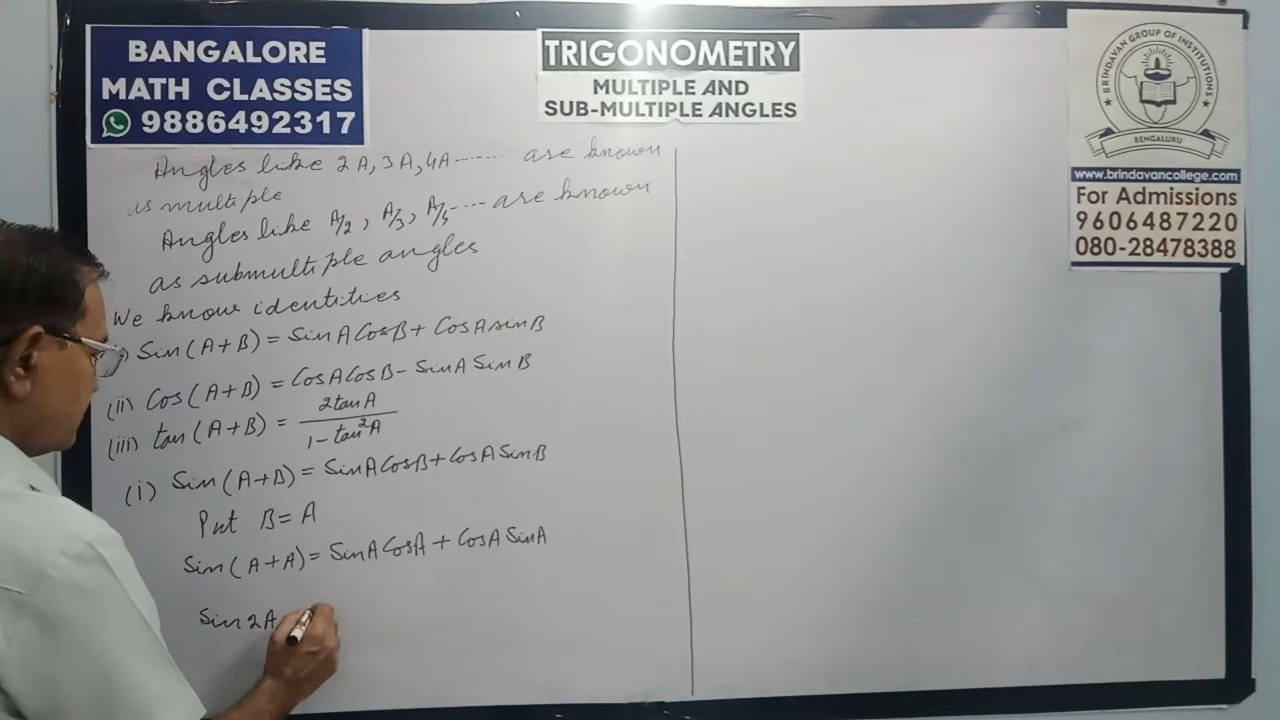 BANGALORE
MATH CLASSES
9886492317
TRIGONOMETRY
MULTIPLE AND
SUB-MULTIPLE ANGLES
BRINDAVAN GROUP OF INSTITUTIONS
BENGALURU
www.brindavancollege.com
For Admissions
9606487220
080-28478388
Angles like 2A, 3A, 4A ...... are known
as multiple
Angles like A/2, A/3, A/4 ... are known
as submultiple angles
We know identities
) Sin(A+B) = SinA CosB + CosA sinB
(ii) Cos(A+B) = CosA CosB - SinA SinB
(iii) tan(A+B) = 2tanA / 1 - tan²A
(i) Sin(A+B) = SinA CosB + CosA SinB
Put B = A
Sin(A+A) = SinA CosA + CosA SinA
Sin 2A